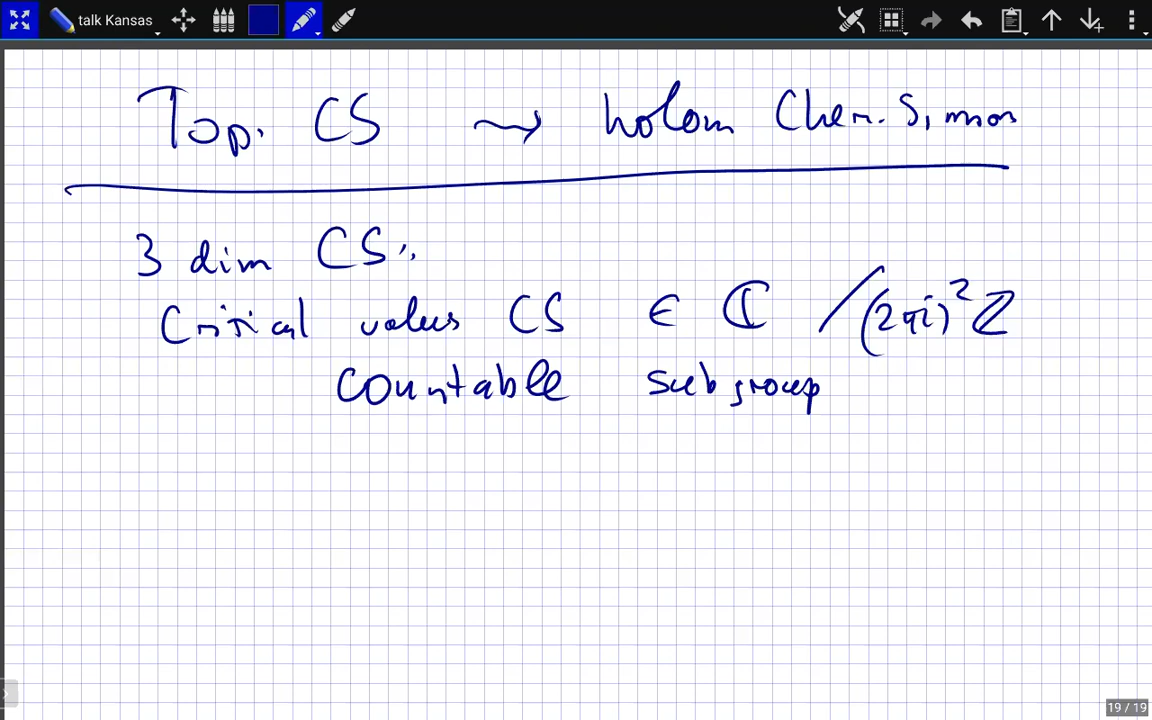 talk Kansas
Top. CS ⇝ holom Chern. Simons
3 dim CS:
Critical values CS ∈ ℂ /(2πi)²ℤ
countable subgroup
19 / 19